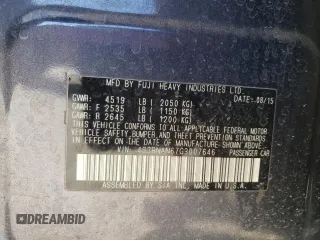 MFD BY FUJI HEAVY INDUSTRIES LTD.
GVWR: 4519 LB ( 2050 KG) DATE: 08/15
GAWR: F 2535 LB ( 1150 KG)
GAWR: R 2645 LB ( 1200 KG)
THIS VEHICLE CONFORMS TO ALL APPLICABLE FEDERAL MOTOR
VEHICLE SAFETY, BUMPER, AND THEFT PREVENTION STANDARDS
IN EFFECT ON THE DATE OF MANUFACTURE SHOWN ABOVE.
VIN: 4S3BNAN67G3007646 PASSENGER CAR
ASSEMBLED BY SIA, INC. MADE IN U.S.A.
DREAMBID